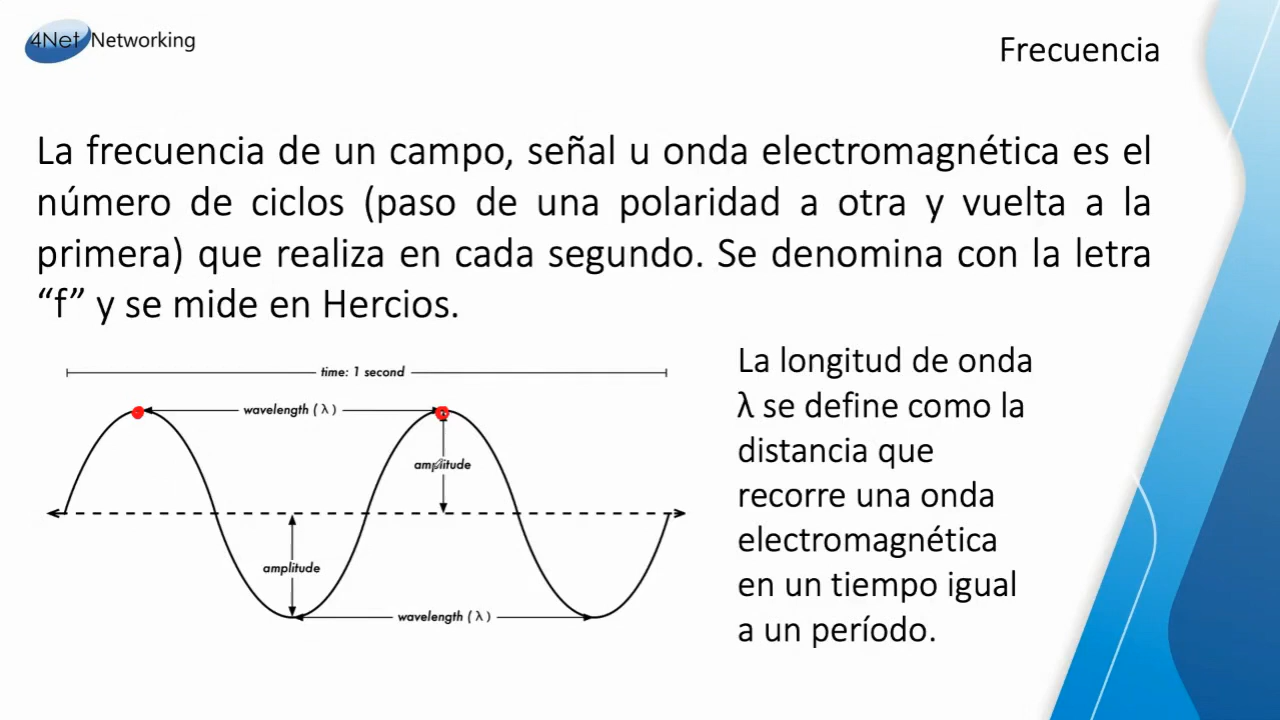 4Net Networking
Frecuencia
La frecuencia de un campo, señal u onda electromagnética es el
número de ciclos (paso de una polaridad a otra y vuelta a la
primera) que realiza en cada segundo. Se denomina con la letra
“f” y se mide en Hercios.
time: 1 second
wavelength ( λ )
amplitude
amplitude
wavelength ( λ )
La longitud de onda
λ se define como la
distancia que
recorre una onda
electromagnética
en un tiempo igual
a un período.